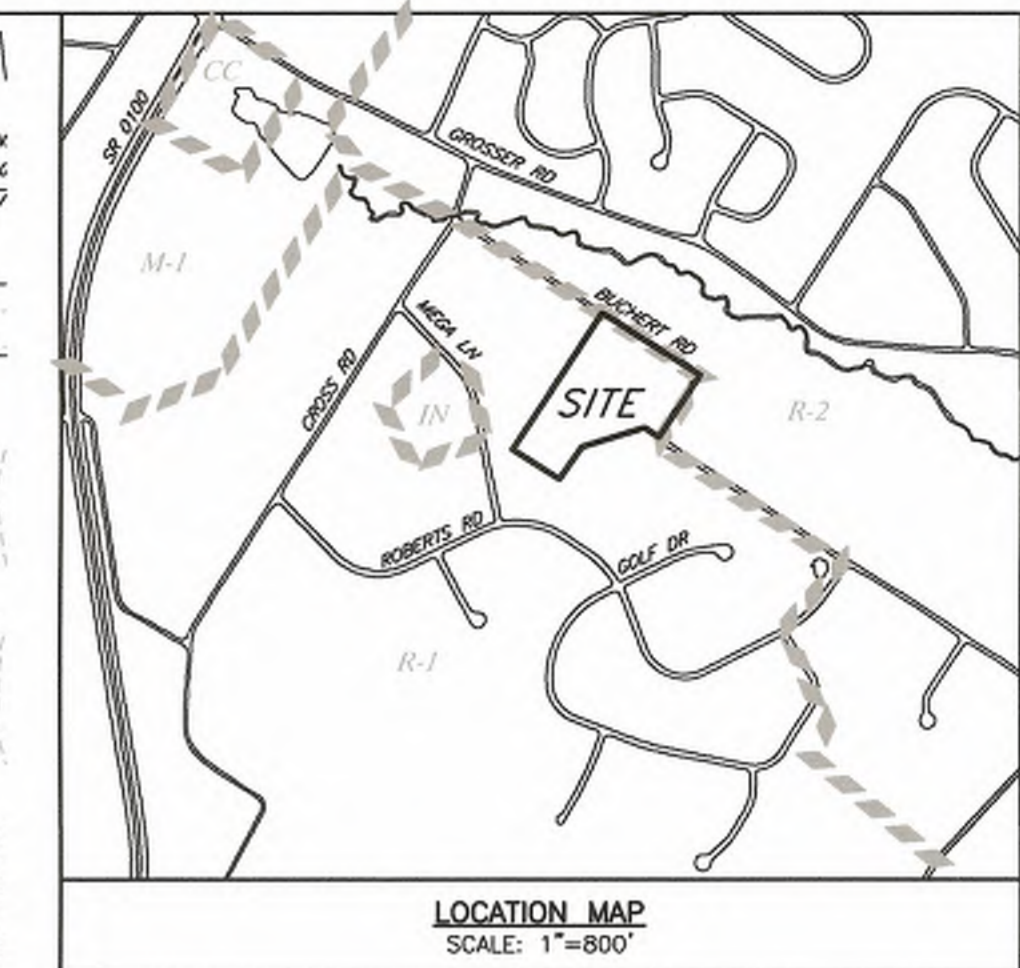 CC
SR 0100
GROSSER RD
M-1
BUCHERT RD
MEGA LN
CROSS RD
SITE
IN
R-2
ROBERTS RD
GOLF DR
R-1
LOCATION MAP
SCALE: 1"=800'